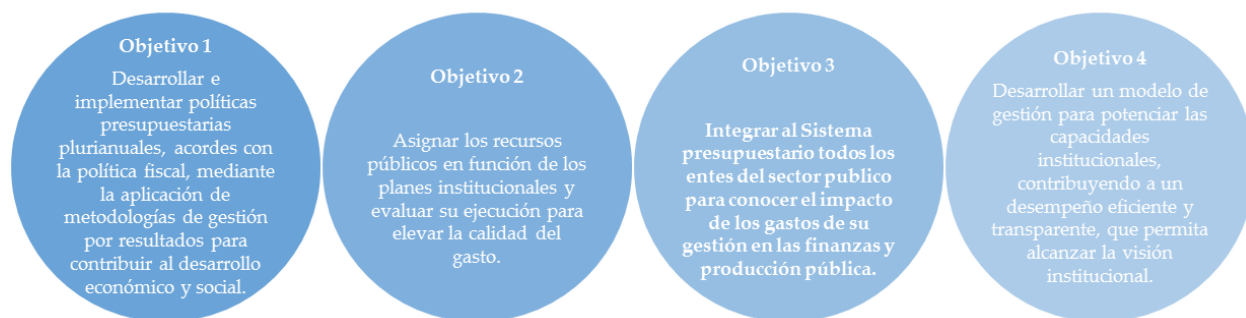 Objetivo 1
Desarrollar e
implementar políticas
presupuestarias
plurianuales, acordes con
la política fiscal, mediante
la aplicación de
metodologías de gestión
por resultados para
contribuir al desarrollo
económico y social.
Objetivo 2
Asignar los recursos
públicos en función de los
planes institucionales y
evaluar su ejecución para
elevar la calidad del
gasto.
Objetivo 3
Integrar al Sistema
presupuestario todos los
entes del sector publico
para conocer el impacto
de los gastos de su
gestión en las finanzas y
producción pública.
Objetivo 4
Desarrollar un modelo de
gestión para potenciar las
capacidades
institucionales,
contribuyendo a un
desempeño eficiente y
transparente, que permita
alcanzar la visión
institucional.